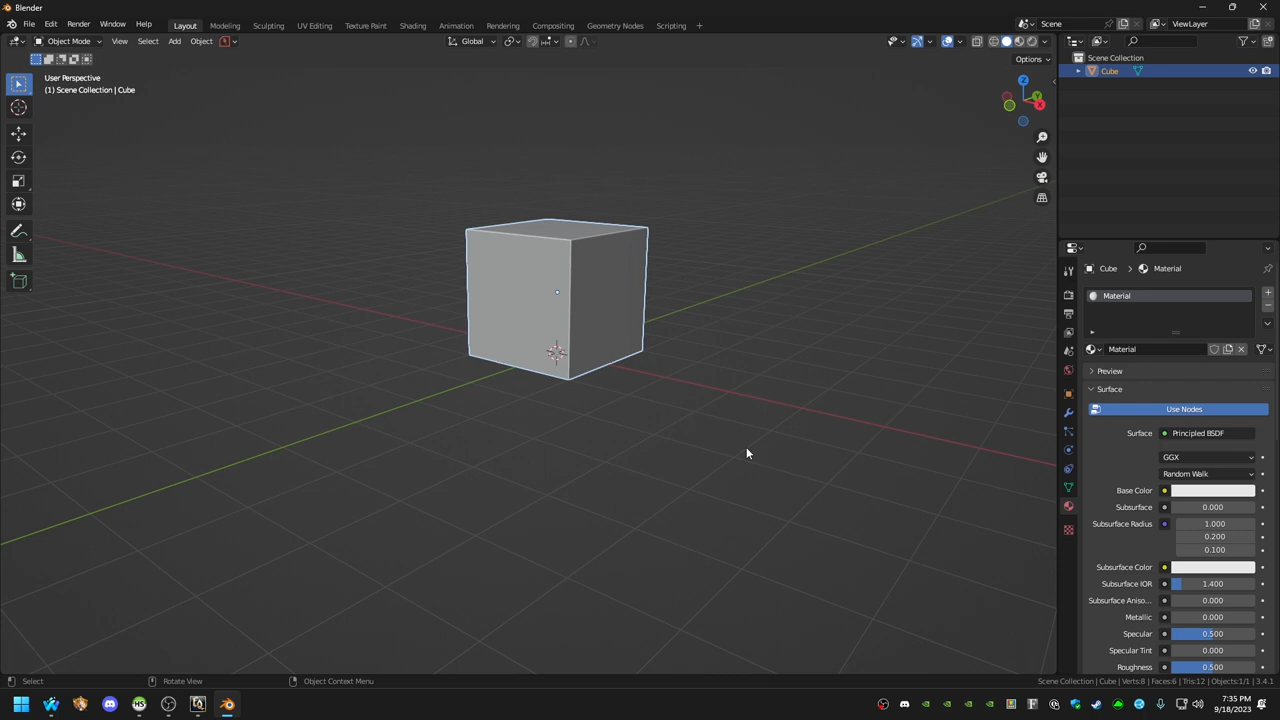 Blender
File Edit Render Window Help
Layout Modeling Sculpting UV Editing Texture Paint Shading Animation Rendering Compositing Geometry Nodes Scripting +
Scene
ViewLayer
Object Mode View Select Add Object
Global
Options
User Perspective
(1) Scene Collection | Cube
Z
Y
X
Scene Collection
Cube
Cube
Material
Material
Material
Preview
Surface
Use Nodes
Surface Principled BSDF
GGX
Random Walk
Base Color
Subsurface 0.000
Subsurface Radius 1.000
0.200
0.100
Subsurface Color
Subsurface IOR 1.400
Subsurface Aniso... 0.000
Metallic 0.000
Specular 0.500
Specular Tint 0.000
Roughness 0.500
Select Rotate View Object Context Menu
Scene Collection | Cube | Verts:8 | Faces:6 | Tris:12 | Objects:1/1 | 3.4.1
HS
7:35 PM
9/18/2023